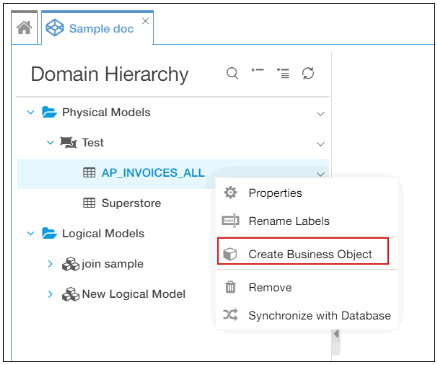 Sample doc
Domain Hierarchy
Physical Models
Test
AP_INVOICES_ALL
Superstore
Logical Models
join sample
New Logical Model
Properties
Rename Labels
Create Business Object
Remove
Synchronize with Database